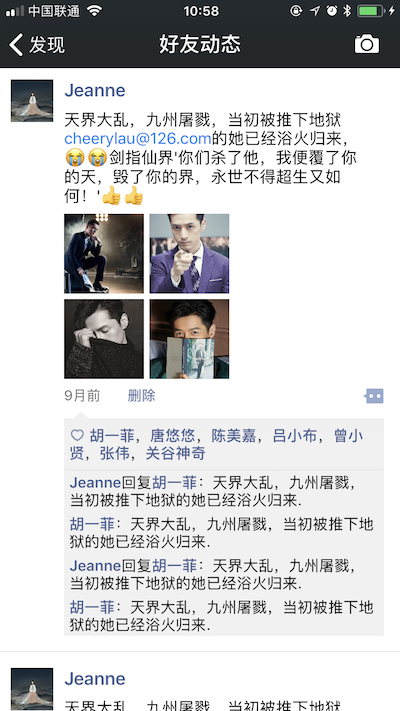 中国联通 10:58
发现 好友动态
Jeanne
天界大乱，九州屠戮，当初被推下地狱
cheerylau@126.com的她已经浴火归来，
😭😭剑指仙界'你们杀了他，我便覆了你
的天，毁了你的界，永世不得超生又如
何！'👍👍
9月前 删除
胡一菲，唐悠悠，陈美嘉，吕小布，曾小
贤，张伟，关谷神奇
Jeanne回复胡一菲：天界大乱，九州屠戮，
当初被推下地狱的她已经浴火归来.
胡一菲：天界大乱，九州屠戮，当初被推下地
狱的她已经浴火归来.
Jeanne回复胡一菲：天界大乱，九州屠戮，
当初被推下地狱的她已经浴火归来.
胡一菲：天界大乱，九州屠戮，当初被推下地
狱的她已经浴火归来.
Jeanne
天界大乱，九州屠戮，当初被推下地狱